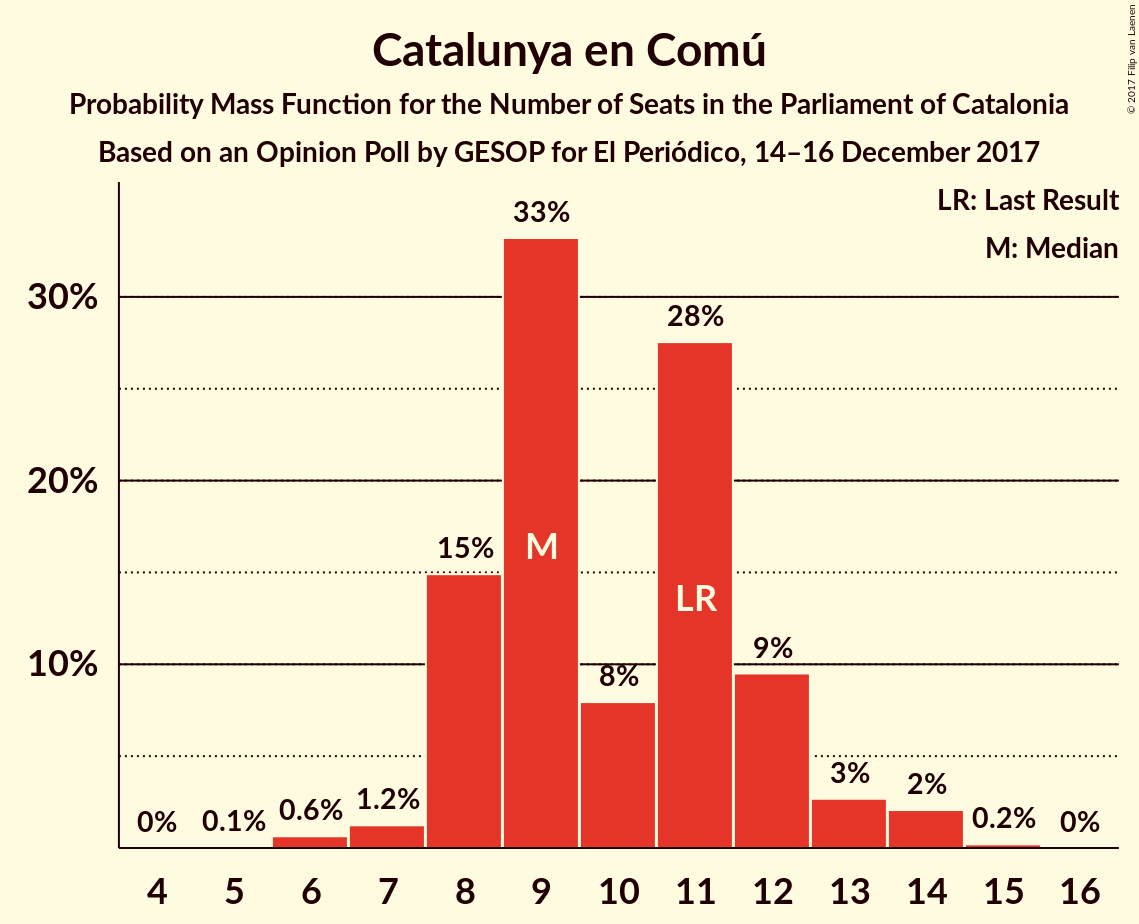 Catalunya en Comú
Probability Mass Function for the Number of Seats in the Parliament of Catalonia
Based on an Opinion Poll by GESOP for El Periódico, 14–16 December 2017
© 2017 Filip van Laenen
LR: Last Result
M: Median
30%
20%
10%
0%
0.1%
0.6%
1.2%
15%
33%
8%
28%
9%
3%
2%
0.2%
0%
M
LR
4 5 6 7 8 9 10 11 12 13 14 15 16